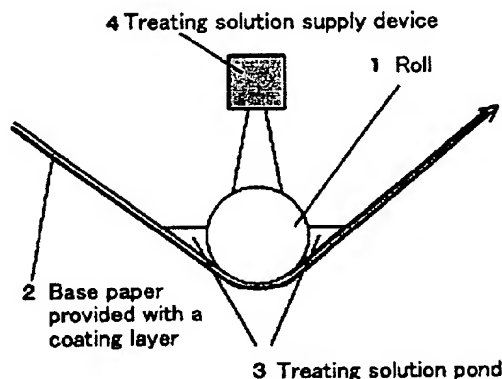 4 Treating solution supply device
1 Roll
2 Base paper
provided with a
coating layer
3 Treating solution pond